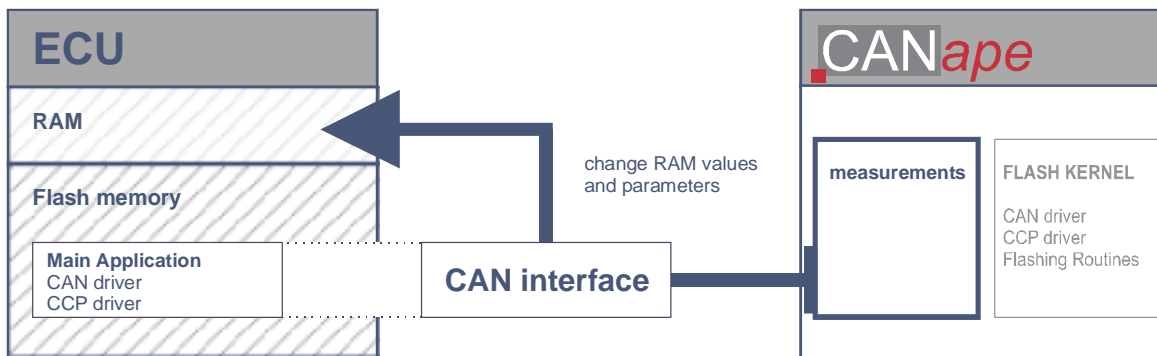 ECU
RAM
Flash memory
Main Application
CAN driver
CCP driver
change RAM values
and parameters
CAN interface
CANape
measurements
FLASH KERNEL
CAN driver
CCP driver
Flashing Routines